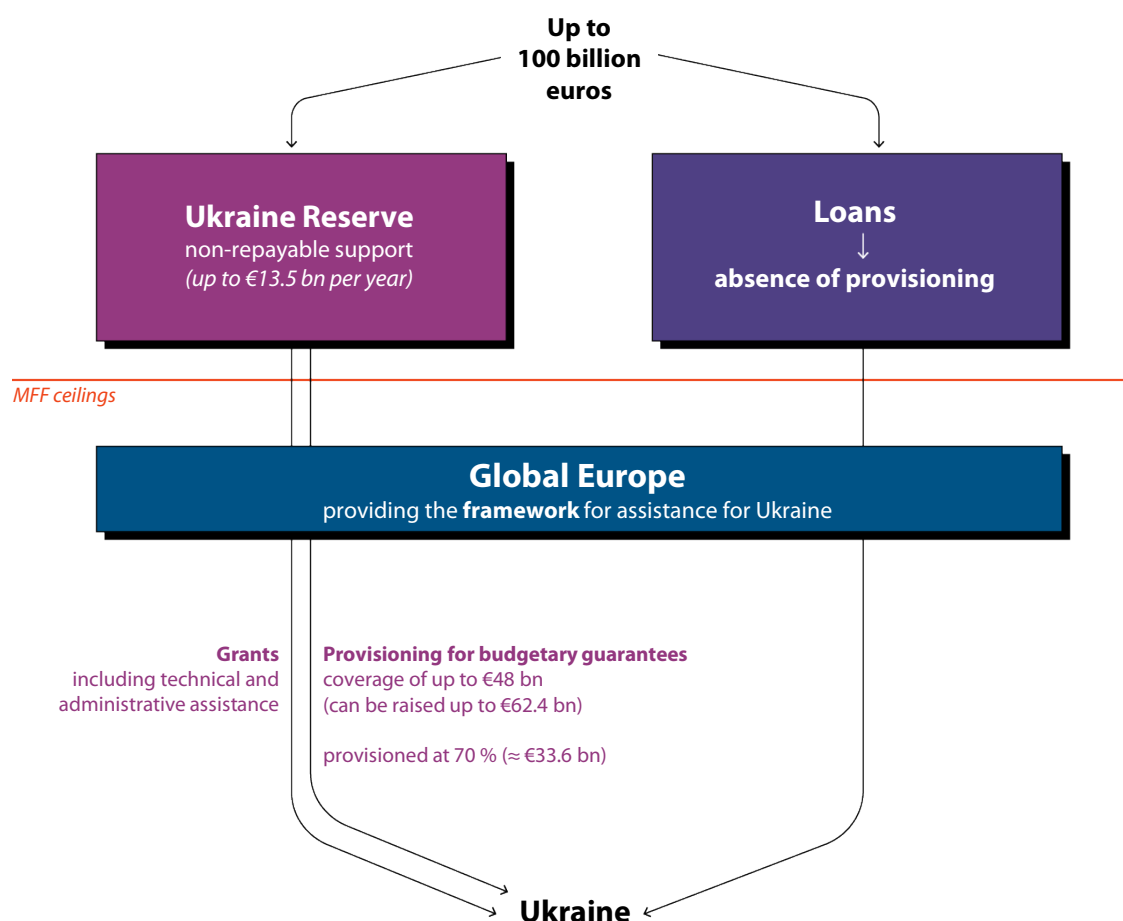 Up to
100 billion
euros
Ukraine Reserve
non-repayable support
(up to €13.5 bn per year)
Loans
↓
absence of provisioning
MFF ceilings
Global Europe
providing the framework for assistance for Ukraine
Grants
including technical and
administrative assistance
Provisioning for budgetary guarantees
coverage of up to €48 bn
(can be raised up to €62.4 bn)
provisioned at 70 % (≈ €33.6 bn)
Ukraine